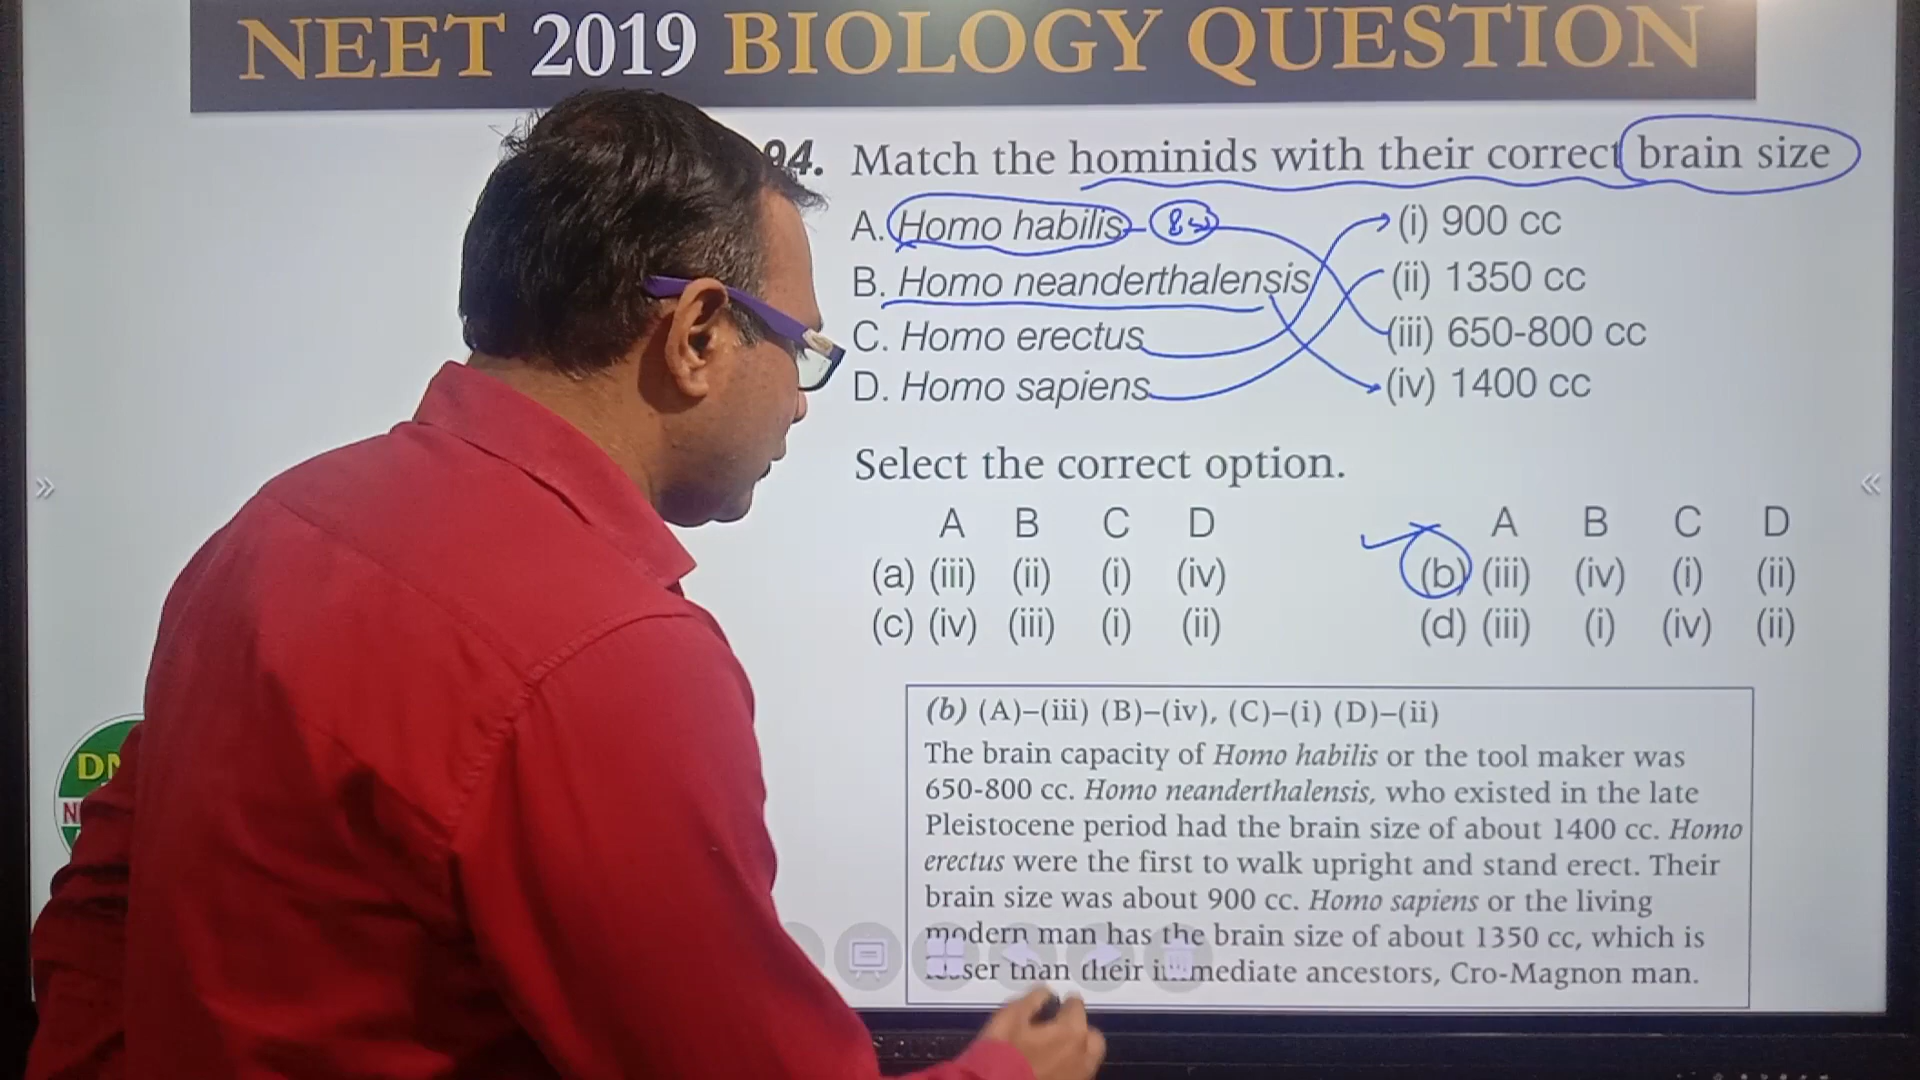 NEET 2019 BIOLOGY QUESTION
94. Match the hominids with their correct brain size
A. Homo habilis (i) 900 cc
B. Homo neanderthalensis (ii) 1350 cc
C. Homo erectus (iii) 650-800 cc
D. Homo sapiens (iv) 1400 cc
Select the correct option.
A B C D A B C D
(a) (iii) (ii) (i) (iv) (b) (iii) (iv) (i) (ii)
(c) (iv) (iii) (i) (ii) (d) (iii) (i) (iv) (ii)
(b) (A)–(iii) (B)–(iv), (C)–(i) (D)–(ii)
The brain capacity of Homo habilis or the tool maker was
650-800 cc. Homo neanderthalensis, who existed in the late
Pleistocene period had the brain size of about 1400 cc. Homo
erectus were the first to walk upright and stand erect. Their
brain size was about 900 cc. Homo sapiens or the living
modern man has the brain size of about 1350 cc, which is
than their immediate ancestors, Cro-Magnon man.